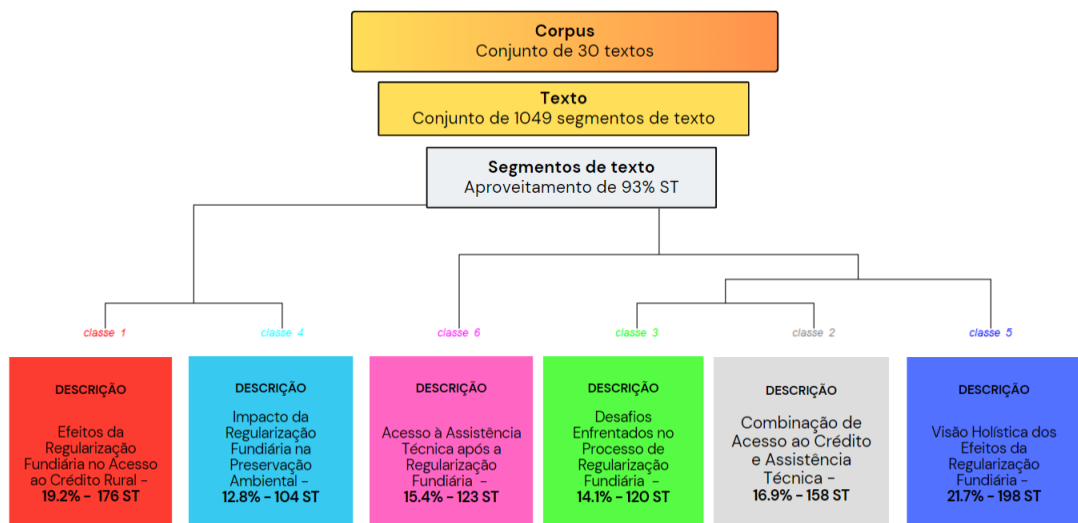 Corpus
Conjunto de 30 textos
Texto
Conjunto de 1049 segmentos de texto
Segmentos de texto
Aproveitamento de 93% ST
classe 1
classe 4
classe 6
classe 3
classe 2
classe 5
DESCRIÇÃO
Efeitos da
Regularização
Fundiária no Acesso
ao Crédito Rural -
19.2% - 176 ST
DESCRIÇÃO
Impacto da
Regularização
Fundiária na
Preservação
Ambiental -
12.8% - 104 ST
DESCRIÇÃO
Acesso à Assistência
Técnica após a
Regularização
Fundiária -
15.4% - 123 ST
DESCRIÇÃO
Desafios
Enfrentados no
Processo de
Regularização
Fundiária -
14.1% - 120 ST
DESCRIÇÃO
Combinação de
Acesso ao Crédito
e Assistência
Técnica -
16.9% - 158 ST
DESCRIÇÃO
Visão Holística dos
Efeitos da
Regularização
Fundiária -
21.7% - 198 ST